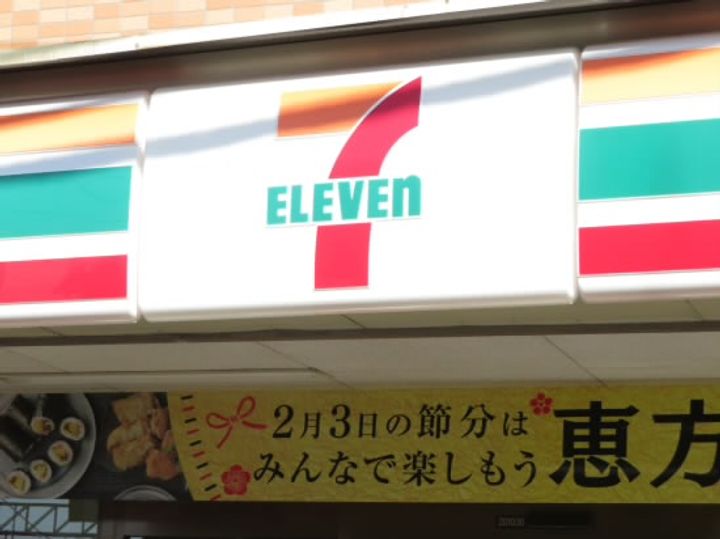 7
ELEVEn
2月3日の節分は
みんなで楽しもう
恵方